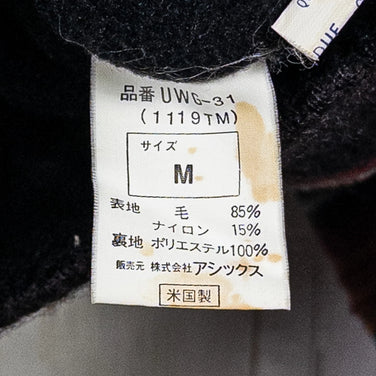 品番 UWG-31
(1119TM)
サイズ
M
表地 毛 85%
ナイロン 15%
裏地 ポリエステル100%
販売元 株式会社 アシックス
米国製